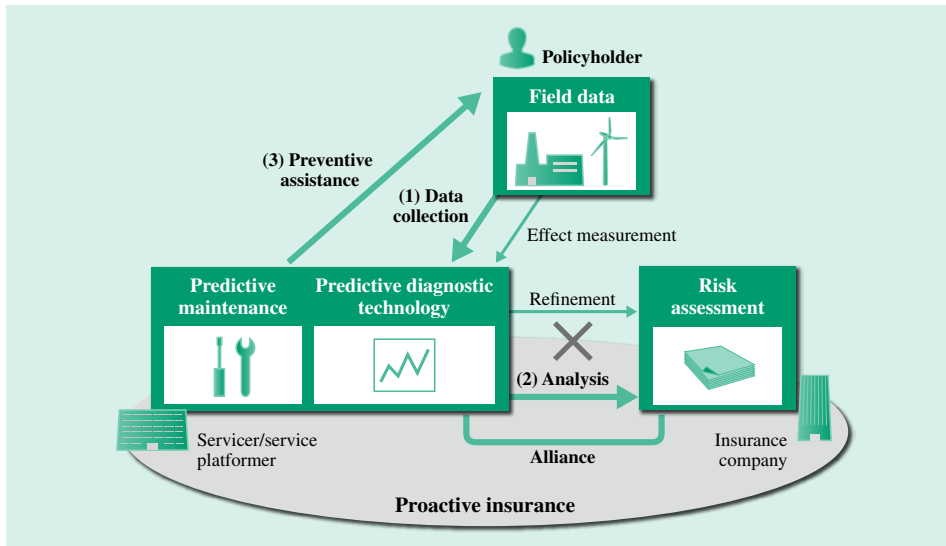 Policyholder
Field data
(3) Preventive
assistance
(1) Data
collection
Effect measurement
Predictive
maintenance
Predictive diagnostic
technology
Refinement
Risk
assessment
(2) Analysis
Servicer/service
platformer
Alliance
Insurance
company
Proactive insurance